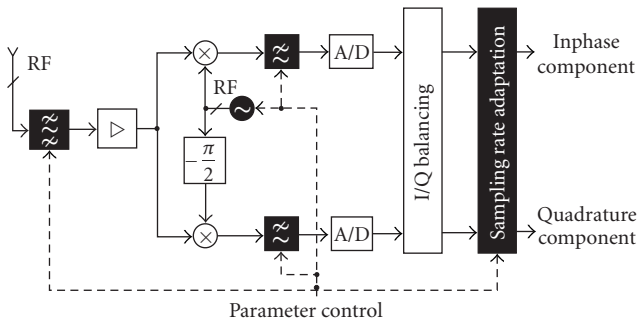 RF
▷
×
RF
− π/2
×
A/D
A/D
I/Q balancing
Sampling rate adaptation
Inphase
component
Quadrature
component
Parameter control